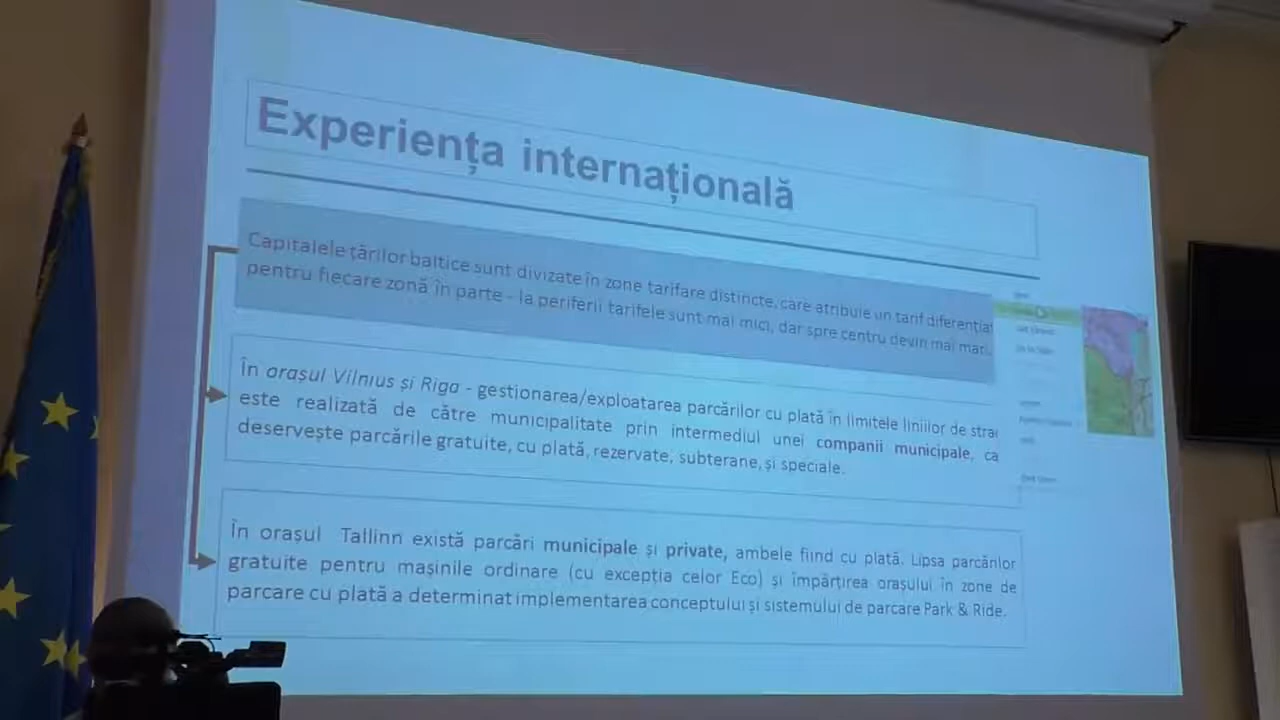 Experiența internațională
Capitalele țărilor baltice sunt divizate în zone tarifare distincte, care atribuie un tarif diferențiat
pentru fiecare zonă în parte - la periferii tarifele sunt mai mici, dar spre centru devin mai mari.
În orașul Vilnius și Riga - gestionarea/exploatarea parcărilor cu plată în limitele liniilor de stra
este realizată de către municipalitate prin intermediul unei companii municipale, ca
deservește parcările gratuite, cu plată, rezervate, subterane, și speciale.
În orașul Tallinn există parcări municipale și private, ambele fiind cu plată. Lipsa parcărilor
gratuite pentru mașinile ordinare (cu excepția celor Eco) și împărțirea orașului în zone de
parcare cu plată a determinat implementarea conceptului și sistemului de parcare Park & Ride.